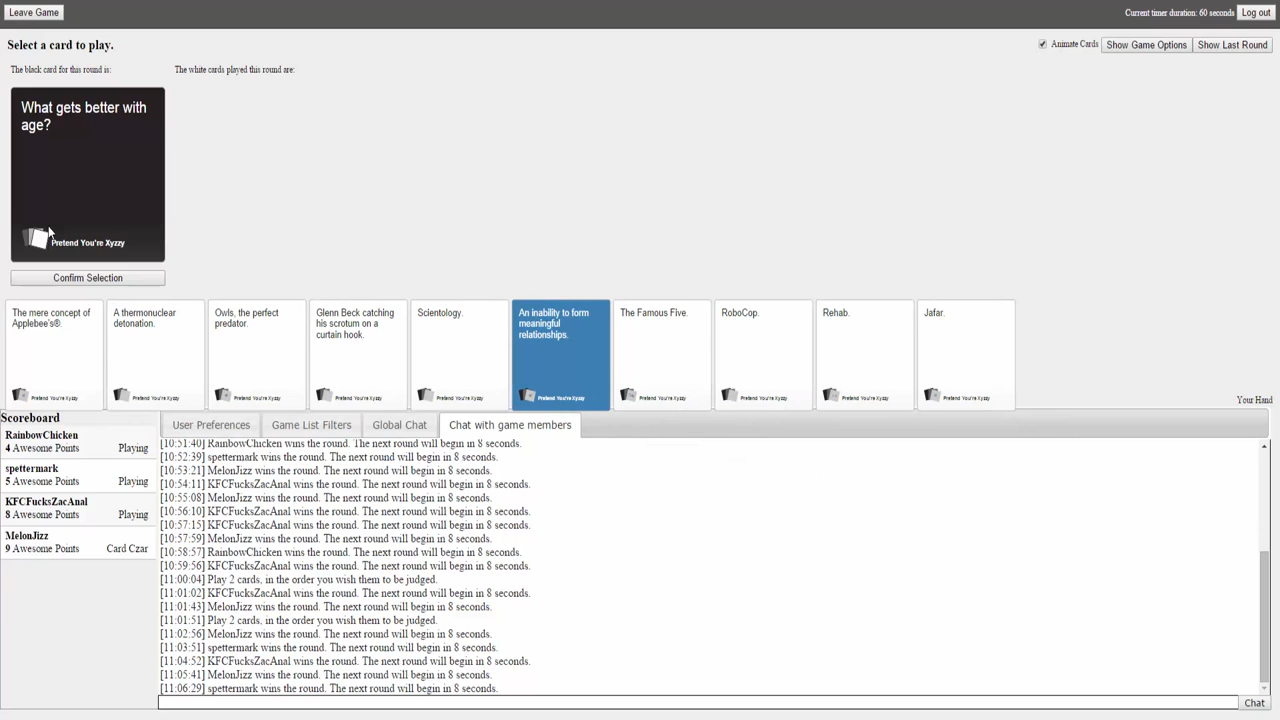 Leave Game
Current timer duration: 60 seconds
Log out
Select a card to play.
Animate Cards
Show Game Options
Show Last Round
The black card for this round is:
The white cards played this round are:
What gets better with
age?
Pretend You're Xyzzy
Confirm Selection
The mere concept of
Applebee's®.
Pretend You're Xyzzy
A thermonuclear
detonation.
Pretend You're Xyzzy
Owls, the perfect
predator.
Pretend You're Xyzzy
Glenn Beck catching
his scrotum on a
curtain hook.
Pretend You're Xyzzy
Scientology.
Pretend You're Xyzzy
An inability to form
meaningful
relationships.
Pretend You're Xyzzy
The Famous Five.
Pretend You're Xyzzy
RoboCop.
Pretend You're Xyzzy
Rehab.
Pretend You're Xyzzy
Jafar.
Pretend You're Xyzzy
Your Hand
Scoreboard
RainbowChicken
4 Awesome Points Playing
spettermark
5 Awesome Points Playing
KFCFucksZacAnal
8 Awesome Points Playing
MelonJizz
9 Awesome Points Card Czar
User Preferences
Game List Filters
Global Chat
Chat with game members
[10:51:40] RainbowChicken wins the round. The next round will begin in 8 seconds.
[10:52:39] spettermark wins the round. The next round will begin in 8 seconds.
[10:53:21] MelonJizz wins the round. The next round will begin in 8 seconds.
[10:54:11] KFCFucksZacAnal wins the round. The next round will begin in 8 seconds.
[10:55:08] MelonJizz wins the round. The next round will begin in 8 seconds.
[10:56:10] KFCFucksZacAnal wins the round. The next round will begin in 8 seconds.
[10:57:15] KFCFucksZacAnal wins the round. The next round will begin in 8 seconds.
[10:57:59] MelonJizz wins the round. The next round will begin in 8 seconds.
[10:58:57] RainbowChicken wins the round. The next round will begin in 8 seconds.
[10:59:56] KFCFucksZacAnal wins the round. The next round will begin in 8 seconds.
[11:00:04] Play 2 cards, in the order you wish them to be judged.
[11:01:02] KFCFucksZacAnal wins the round. The next round will begin in 8 seconds.
[11:01:43] MelonJizz wins the round. The next round will begin in 8 seconds.
[11:01:51] Play 2 cards, in the order you wish them to be judged.
[11:02:56] MelonJizz wins the round. The next round will begin in 8 seconds.
[11:03:51] spettermark wins the round. The next round will begin in 8 seconds.
[11:04:52] KFCFucksZacAnal wins the round. The next round will begin in 8 seconds.
[11:05:41] MelonJizz wins the round. The next round will begin in 8 seconds.
[11:06:29] spettermark wins the round. The next round will begin in 8 seconds.
Chat